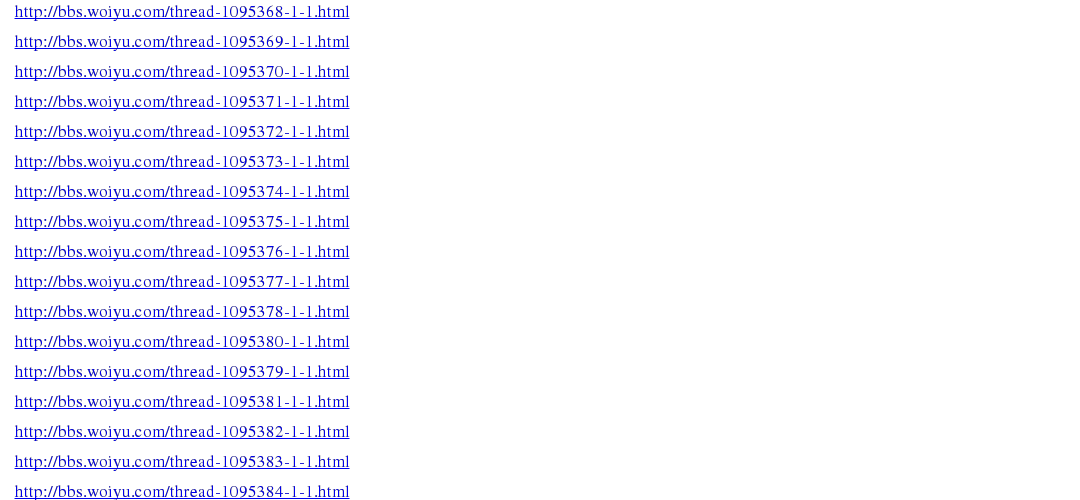 http://bbs.woiyu.com/thread-1095368-1-1.html
http://bbs.woiyu.com/thread-1095369-1-1.html
http://bbs.woiyu.com/thread-1095370-1-1.html
http://bbs.woiyu.com/thread-1095371-1-1.html
http://bbs.woiyu.com/thread-1095372-1-1.html
http://bbs.woiyu.com/thread-1095373-1-1.html
http://bbs.woiyu.com/thread-1095374-1-1.html
http://bbs.woiyu.com/thread-1095375-1-1.html
http://bbs.woiyu.com/thread-1095376-1-1.html
http://bbs.woiyu.com/thread-1095377-1-1.html
http://bbs.woiyu.com/thread-1095378-1-1.html
http://bbs.woiyu.com/thread-1095380-1-1.html
http://bbs.woiyu.com/thread-1095379-1-1.html
http://bbs.woiyu.com/thread-1095381-1-1.html
http://bbs.woiyu.com/thread-1095382-1-1.html
http://bbs.woiyu.com/thread-1095383-1-1.html
http://bbs.woiyu.com/thread-1095384-1-1.html